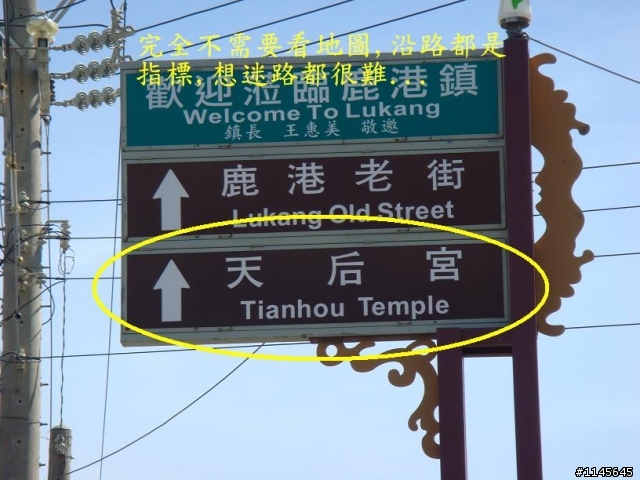 完全不需要看地圖,沿路都是
指標,想迷路都很難...
歡迎蒞臨鹿港鎮
Welcome To Lukang
鎮長 王惠美 敬邀
鹿港老街
Lukang Old Street
天后宮
Tianhou Temple
#1145645